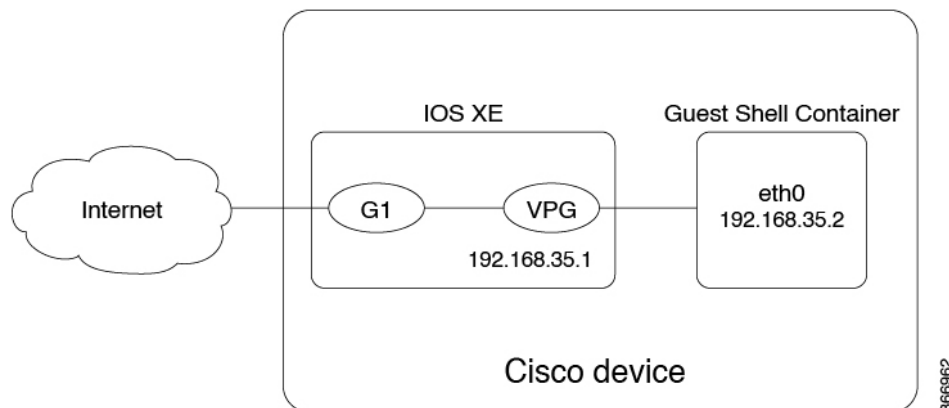 IOS XE
Guest Shell Container
Internet
G1
VPG
192.168.35.1
eth0
192.168.35.2
Cisco device
366962